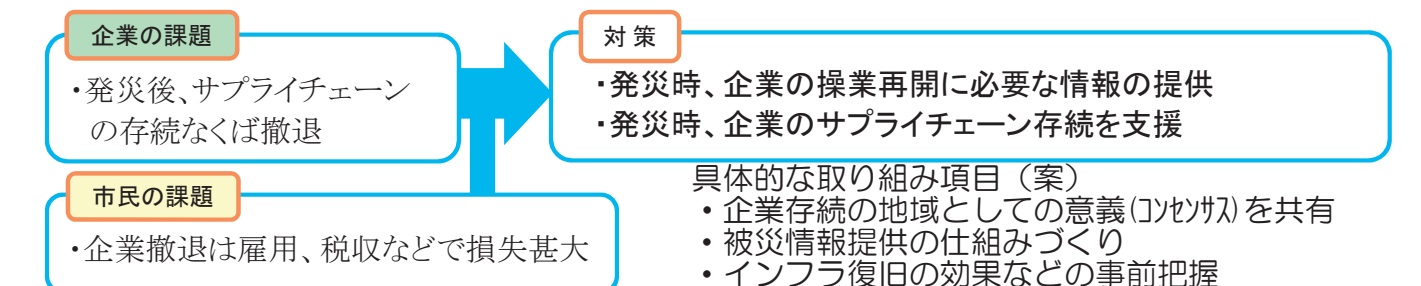 企業の課題
・発災後、サプライチェーン
の存続なくば撤退
市民の課題
・企業撤退は雇用、税収などで損失甚大
対 策
・発災時、企業の操業再開に必要な情報の提供
・発災時、企業のサプライチェーン存続を支援
具体的な取り組み項目（案）
・企業存続の地域としての意義(ｺﾝｾﾝｻｽ)を共有
・被災情報提供の仕組みづくり
・インフラ復旧の効果などの事前把握